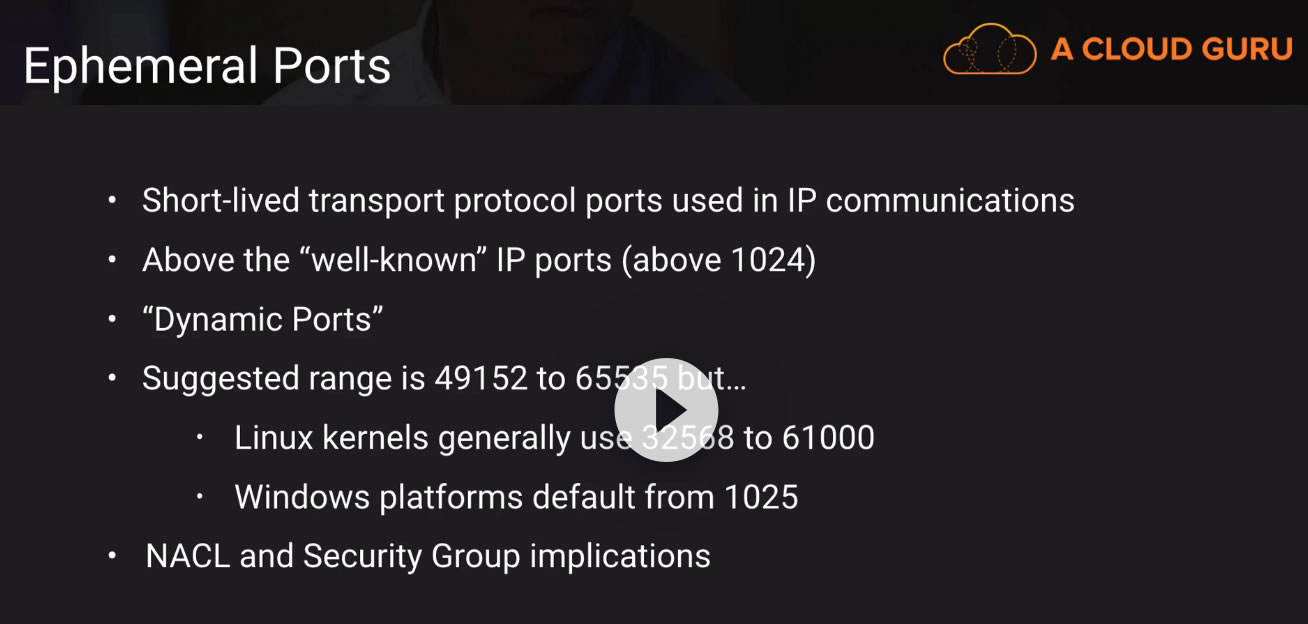 Ephemeral Ports
A CLOUD GURU
• Short-lived transport protocol ports used in IP communications
• Above the “well-known” IP ports (above 1024)
• “Dynamic Ports”
• Suggested range is 49152 to 65535 but...
• Linux kernels generally use 32568 to 61000
• Windows platforms default from 1025
• NACL and Security Group implications